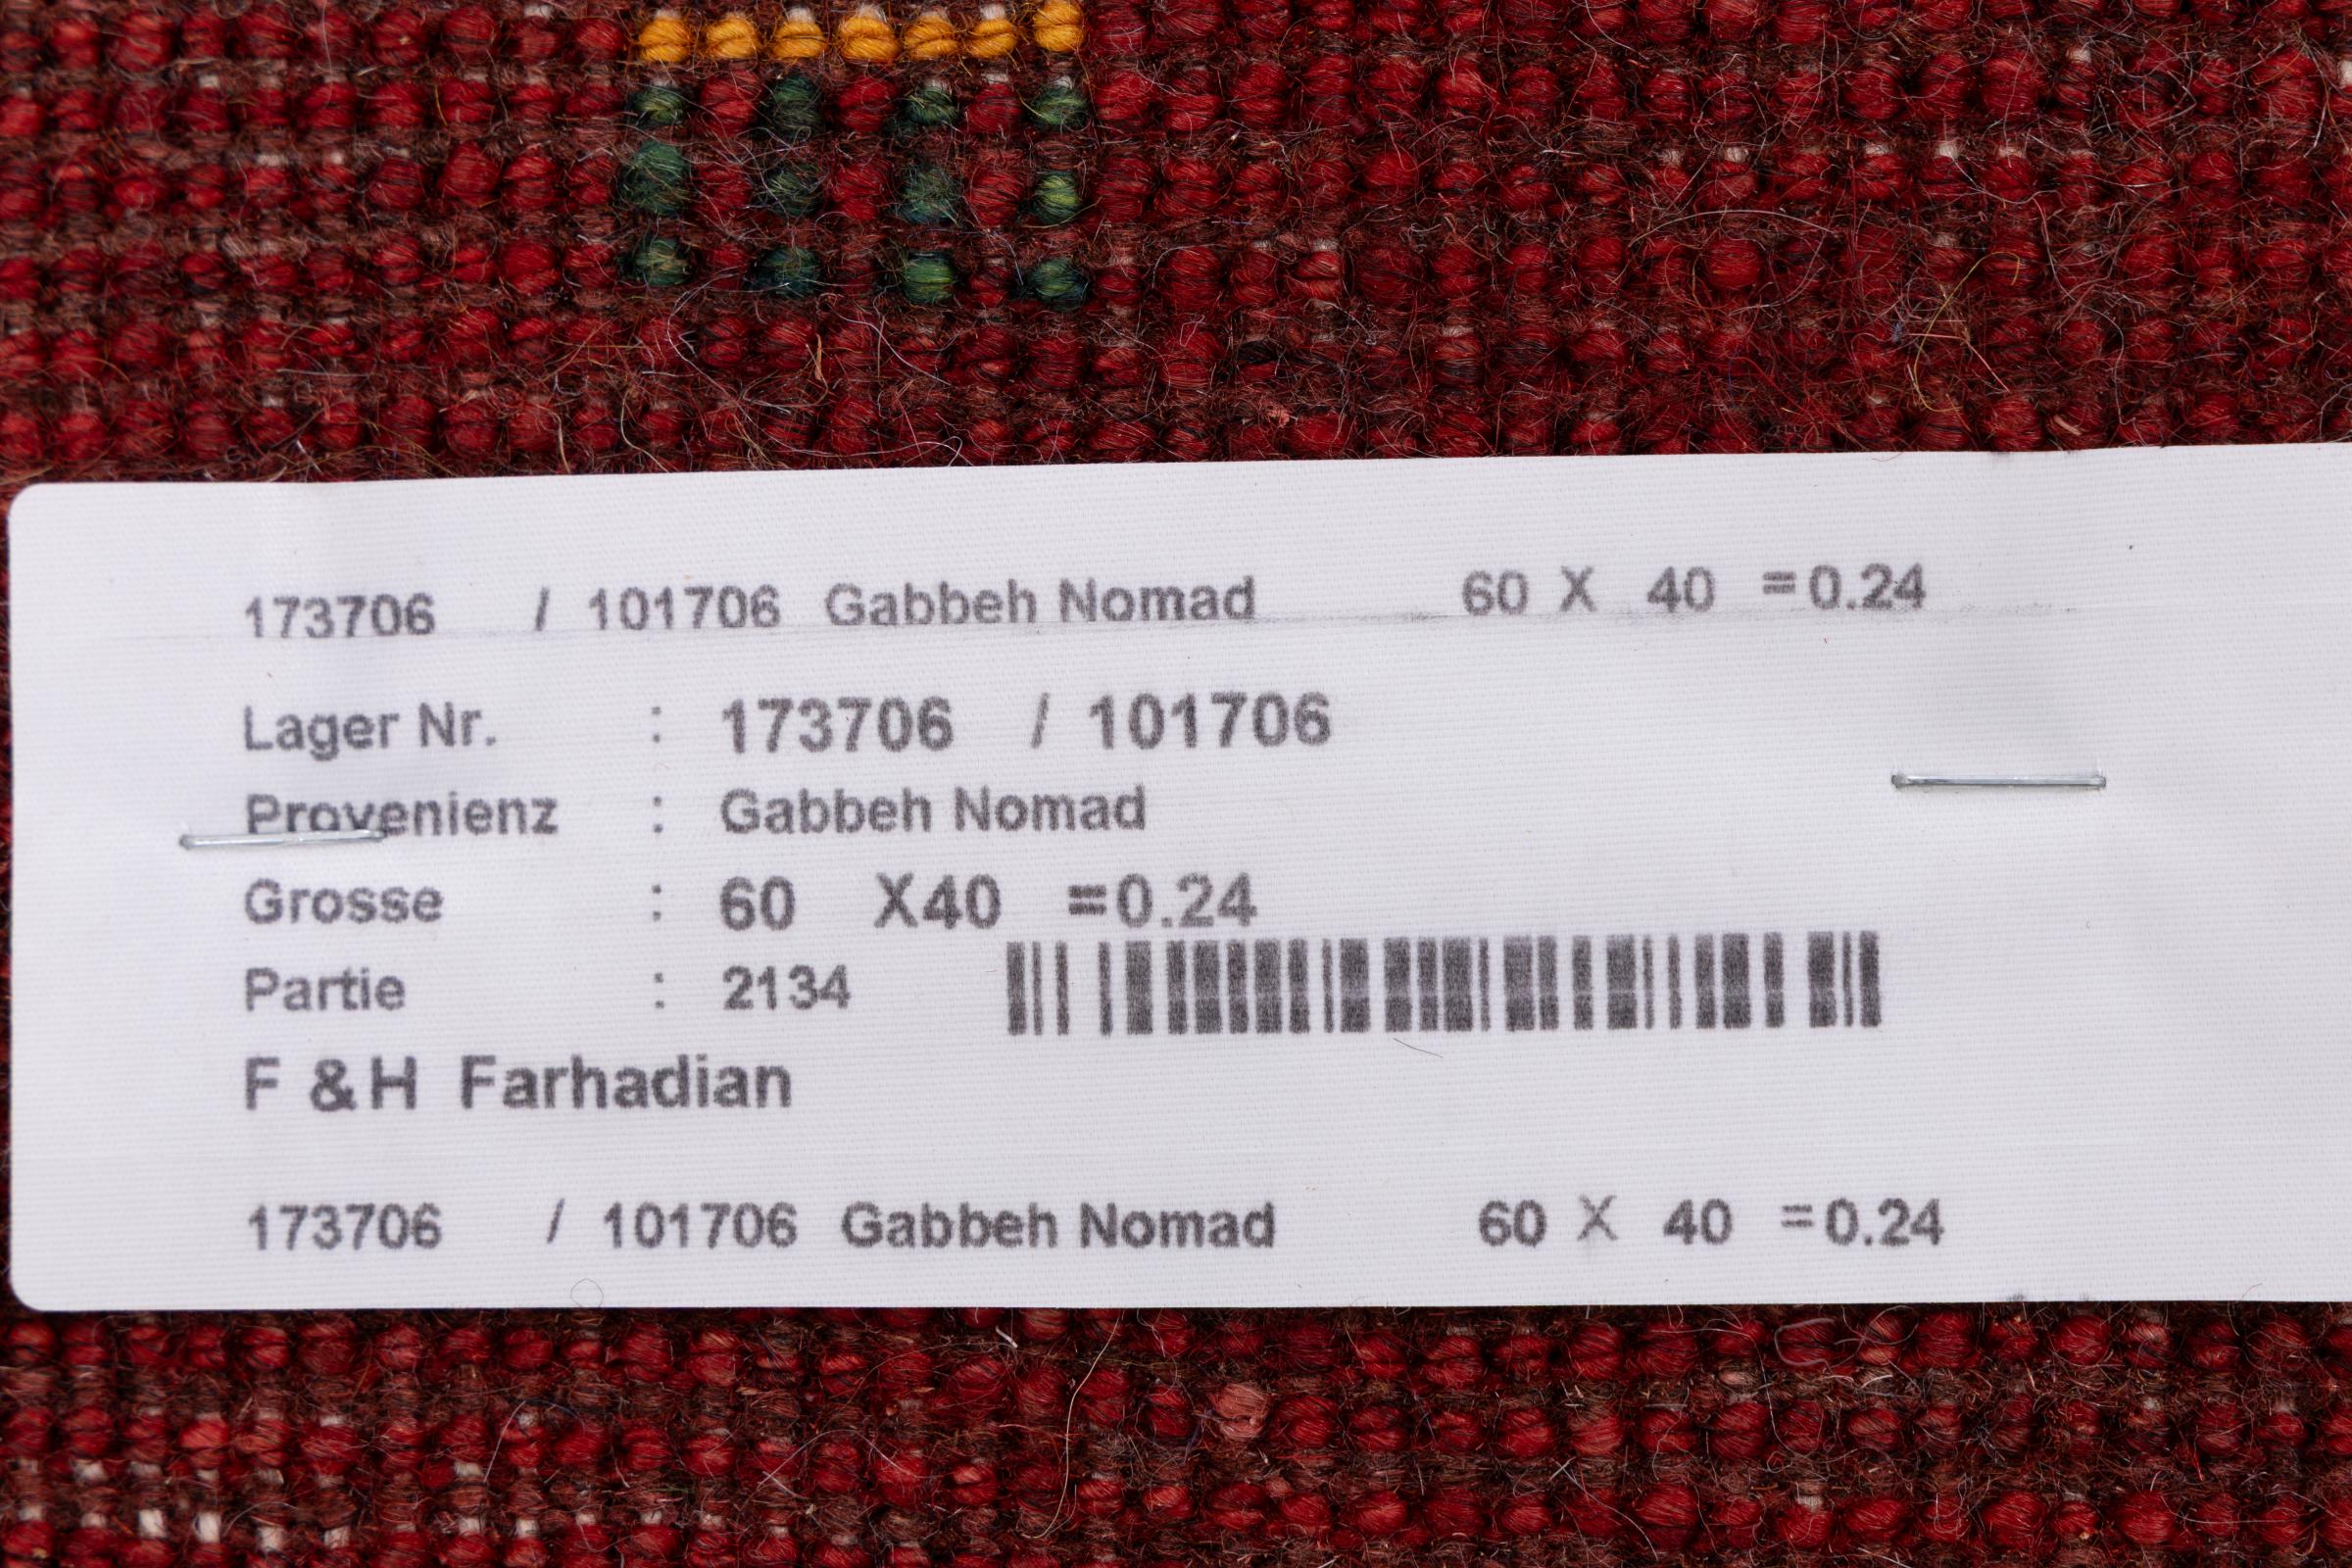 173706 / 101706 Gabbeh Nomad 60 X 40 =0.24
Lager Nr. : 173706 / 101706
Provenienz : Gabbeh Nomad
Grosse : 60 X40 =0.24
Partie : 2134
F & H Farhadian
173706 / 101706 Gabbeh Nomad 60 X 40 =0.24